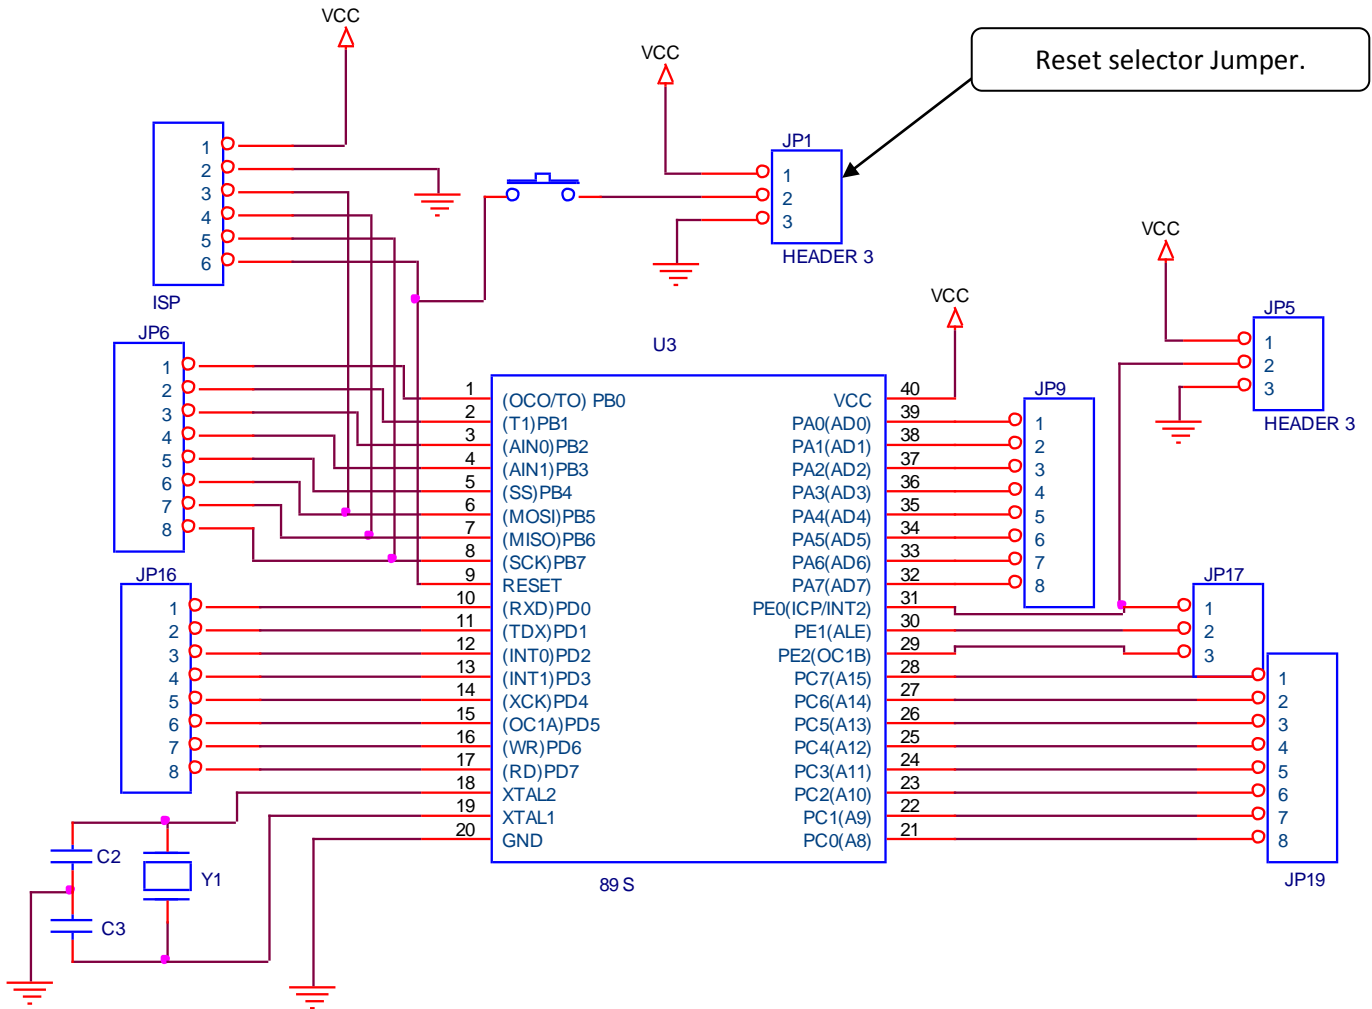 VCC
VCC
Reset selector Jumper.
JP1
1
2
3
4
5
6
1
2
3
HEADER 3
ISP
VCC
VCC
JP5
1
2
3
HEADER 3
JP6
1
2
3
4
5
6
7
8
U3
1 (OCO/TO) PB0
2 (T1)PB1
3 (AIN0)PB2
4 (AIN1)PB3
5 (SS)PB4
6 (MOSI)PB5
7 (MISO)PB6
8 (SCK)PB7
9 RESET
10 (RXD)PD0
11 (TDX)PD1
12 (INT0)PD2
13 (INT1)PD3
14 (XCK)PD4
15 (OC1A)PD5
16 (WR)PD6
17 (RD)PD7
18 XTAL2
19 XTAL1
20 GND
VCC 40
PA0(AD0) 39
PA1(AD1) 38
PA2(AD2) 37
PA3(AD3) 36
PA4(AD4) 35
PA5(AD5) 34
PA6(AD6) 33
PA7(AD7) 32
PE0(ICP/INT2) 31
PE1(ALE) 30
PE2(OC1B) 29
PC7(A15) 28
PC6(A14) 27
PC5(A13) 26
PC4(A12) 25
PC3(A11) 24
PC2(A10) 23
PC1(A9) 22
PC0(A8) 21
89 S
JP9
1
2
3
4
5
6
7
8
JP16
1
2
3
4
5
6
7
8
JP17
1
2
3
1
2
3
4
5
6
7
8
JP19
C2
Y1
C3